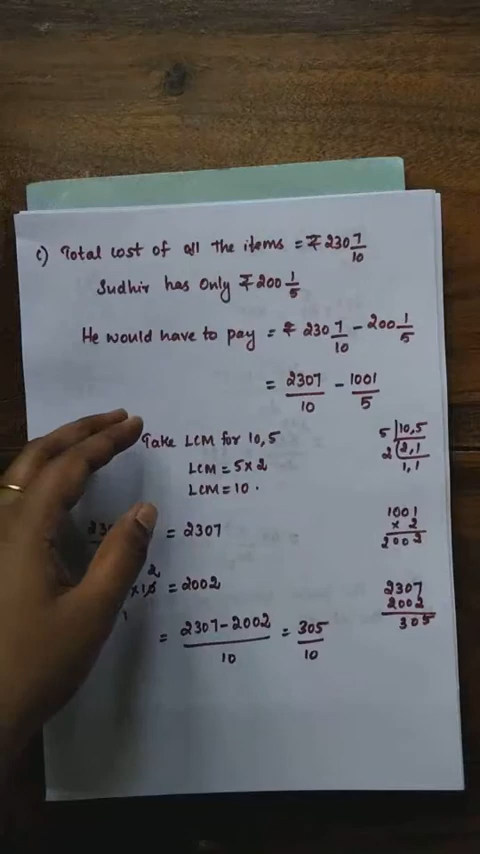 c) Total cost of all the items = ₹ 230 7/10
Sudhir has only ₹ 200 1/5
He would have to pay = ₹ 230 7/10 - 200 1/5
= 2307/10 - 1001/5
Take LCM for 10,5
LCM = 5×2
LCM = 10.
5 | 10,5
2 | 2,1
1,1
= 2307
1001
× 2
2002
= 2002
2307
2002
305
= 2307-2002/10 = 305/10